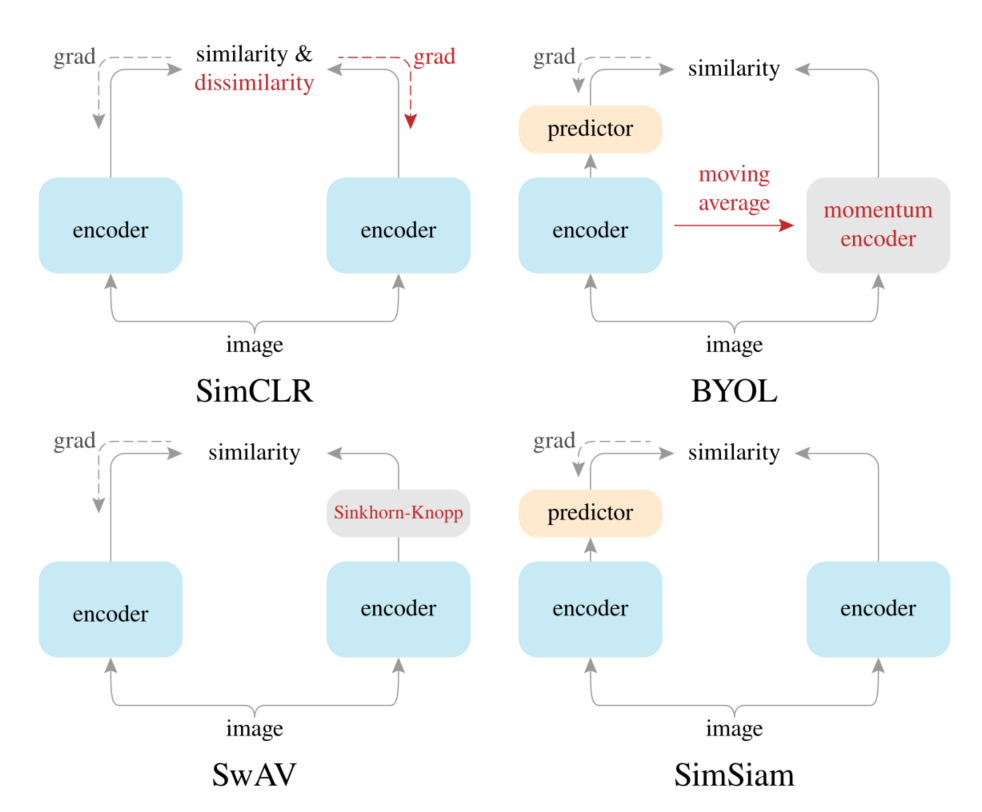 grad
similarity &
dissimilarity
grad
encoder
encoder
image
SimCLR
grad
similarity
predictor
moving
average
encoder
momentum
encoder
image
BYOL
grad
similarity
Sinkhorn-Knopp
encoder
encoder
image
SwAV
grad
similarity
predictor
encoder
encoder
image
SimSiam